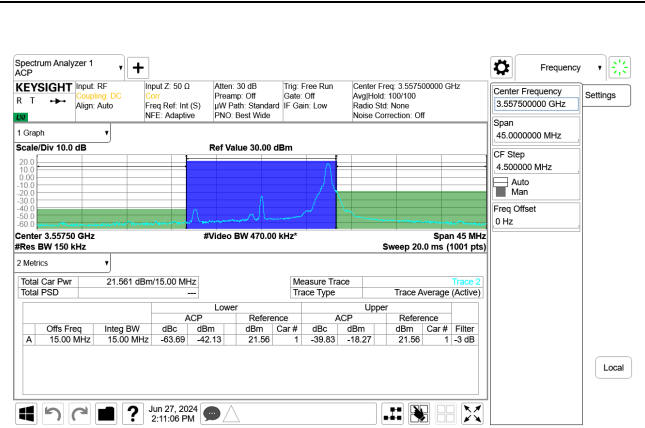 Spectrum Analyzer 1
ACP
Frequency
KEYSIGHT
R T
LXI
Input: RF
Coupling: DC
Align: Auto
Input Z: 50 Ω
Corr:
Freq Ref: Int (S)
NFE: Adaptive
Atten: 30 dB
Preamp: Off
µW Path: Standard
PNO: Best Wide
Trig: Free Run
Gate: Off
IF Gain: Low
Center Freq: 3.557500000 GHz
Avg|Hold: 100/100
Radio Std: None
Noise Correction: Off
Center Frequency
3.557500000 GHz
Settings
Span
45.0000000 MHz
CF Step
4.500000 MHz
Auto
Man
Freq Offset
0 Hz
Local
1 Graph
Scale/Div 10.0 dB
Ref Value 30.00 dBm
20.0
10.0
0.00
-10.0
-20.0
-30.0
-40.0
-50.0
-60.0
Center 3.55750 GHz
#Video BW 470.00 kHz*
Span 45 MHz
#Res BW 150 kHz
Sweep 20.0 ms (1001 pts)
2 Metrics
Total Car Pwr 21.561 dBm/15.00 MHz
Total PSD ---
Measure Trace Trace 2
Trace Type Trace Average (Active)
Lower Upper
ACP Reference ACP Reference
Offs Freq Integ BW dBc dBm dBm Car # dBc dBm dBm Car # Filter
A 15.00 MHz 15.00 MHz -63.69 -42.13 21.56 1 -39.83 -18.27 21.56 1 -3 dB
Jun 27, 2024
2:11:06 PM